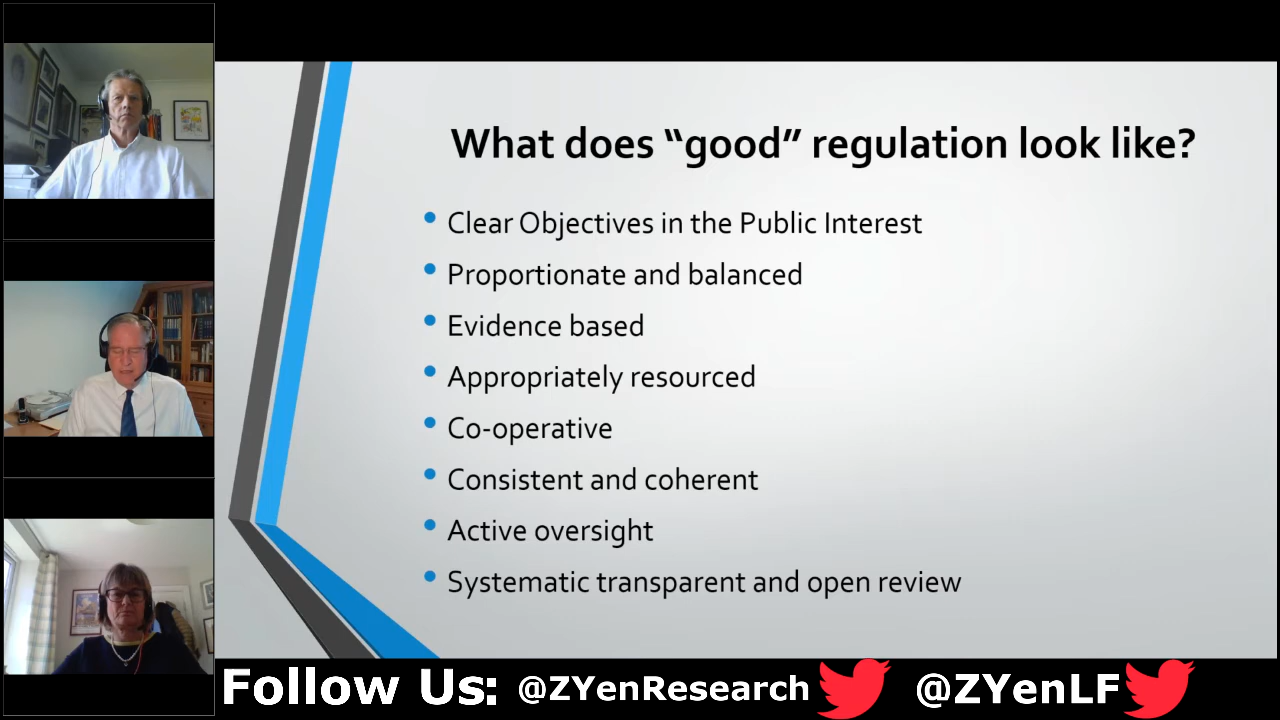 What does “good” regulation look like?
Clear Objectives in the Public Interest
Proportionate and balanced
Evidence based
Appropriately resourced
Co-operative
Consistent and coherent
Active oversight
Systematic transparent and open review
Follow Us: @ZYenResearch @ZYenLF